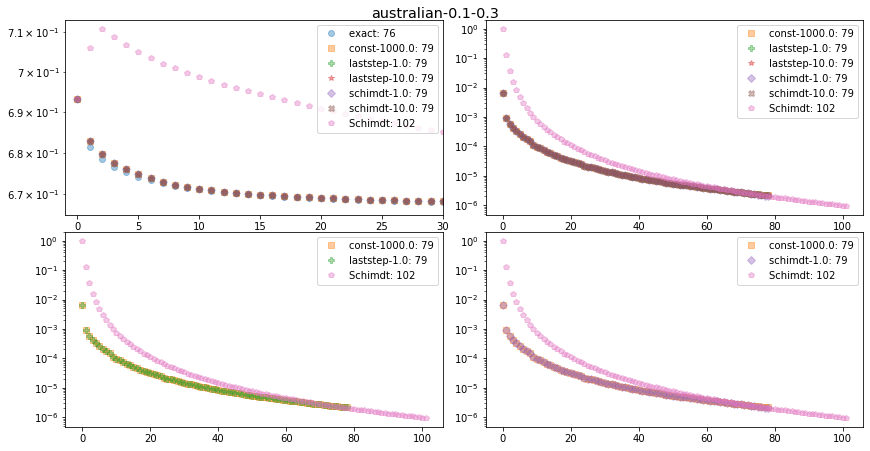 australian-0.1-0.3
7.1 × 10⁻¹
7 × 10⁻¹
6.9 × 10⁻¹
6.8 × 10⁻¹
6.7 × 10⁻¹
exact: 76
const-1000.0: 79
laststep-1.0: 79
laststep-10.0: 79
schimdt-1.0: 79
schimdt-10.0: 79
Schimdt: 102
0 5 10 15 20 25 30
10⁰
10⁻¹
10⁻²
10⁻³
10⁻⁴
10⁻⁵
10⁻⁶
const-1000.0: 79
laststep-1.0: 79
laststep-10.0: 79
schimdt-1.0: 79
schimdt-10.0: 79
Schimdt: 102
0 20 40 60 80 100
10⁰
10⁻¹
10⁻²
10⁻³
10⁻⁴
10⁻⁵
10⁻⁶
const-1000.0: 79
laststep-1.0: 79
Schimdt: 102
0 20 40 60 80 100
10⁰
10⁻¹
10⁻²
10⁻³
10⁻⁴
10⁻⁵
10⁻⁶
const-1000.0: 79
schimdt-1.0: 79
Schimdt: 102
0 20 40 60 80 100